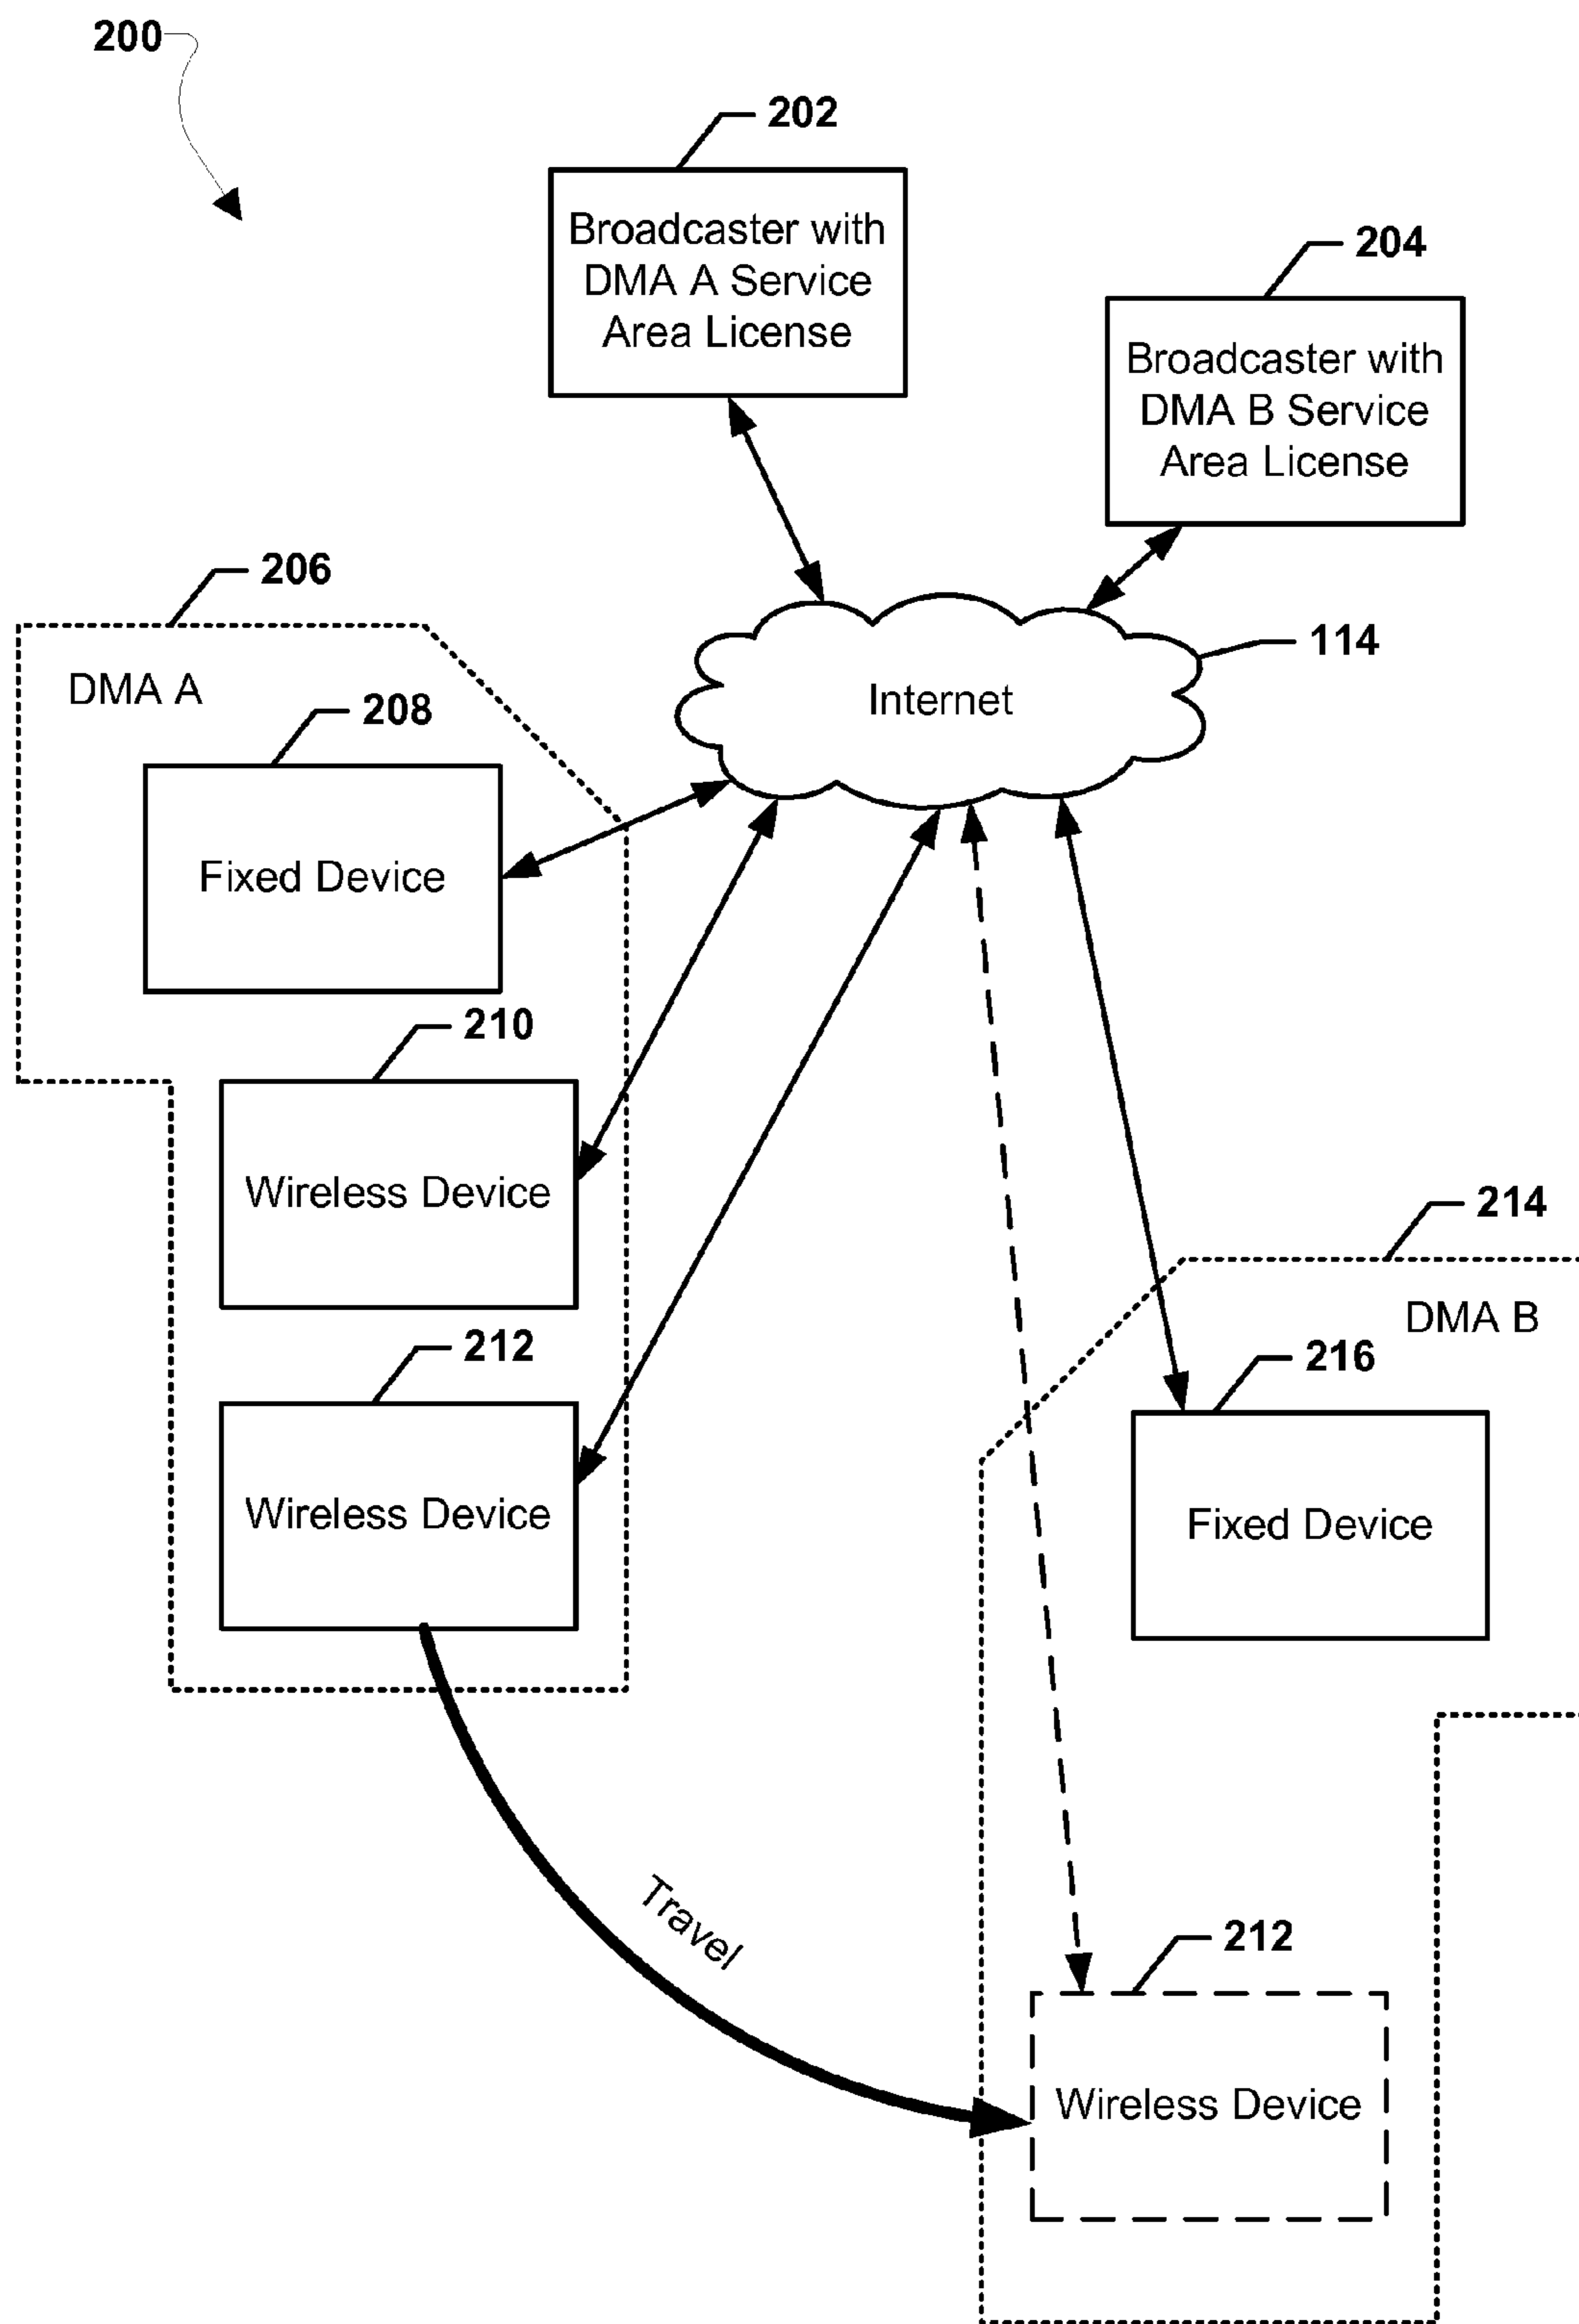 200
202
Broadcaster with
DMA A Service
Area License
204
Broadcaster with
DMA B Service
Area License
206
DMA A
114
Internet
208
Fixed Device
210
Wireless Device
212
Wireless Device
214
DMA B
216
Fixed Device
Travel
212
Wireless Device